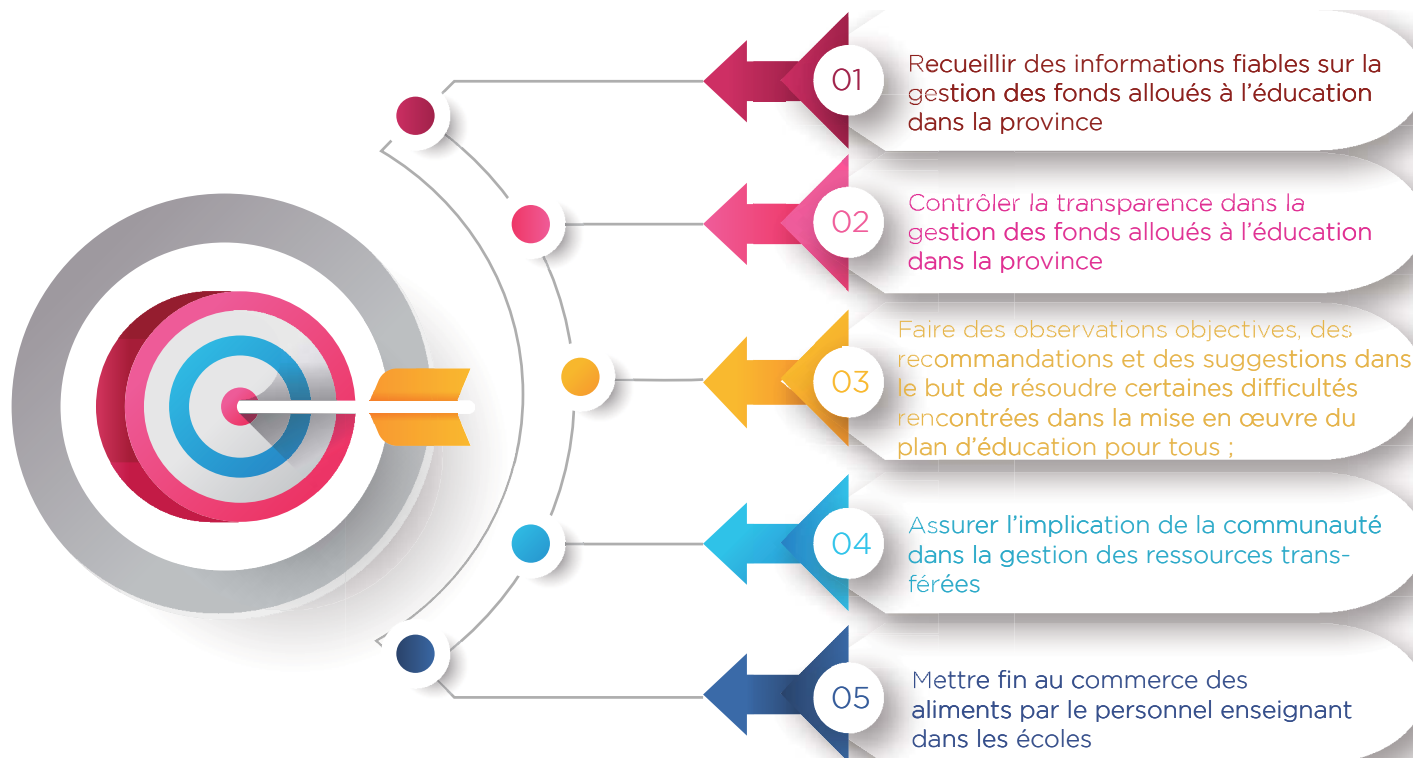 01
Recueillir des informations fiables sur la
gestion des fonds alloués à l’éducation
dans la province
02
Contrôler la transparence dans la
gestion des fonds alloués à l’éducation
dans la province
03
Faire des observations objectives, des
recommandations et des suggestions dans
le but de résoudre certaines difficultés
rencontrées dans la mise en œuvre du
plan d’éducation pour tous ;
04
Assurer l’implication de la communauté
dans la gestion des ressources trans-
férées
05
Mettre fin au commerce des
aliments par le personnel enseignant
dans les écoles